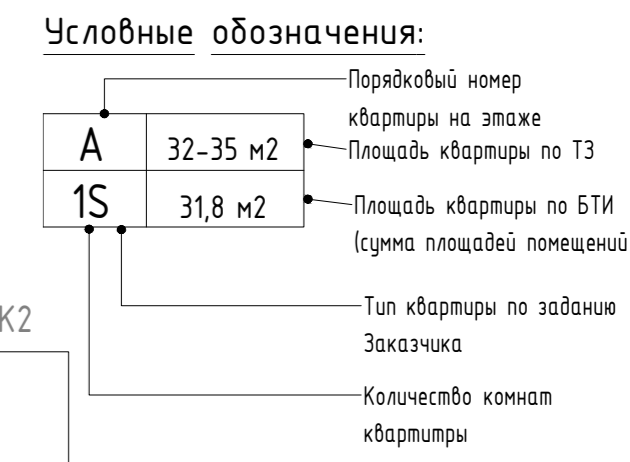 Условные обозначения:
Порядковый номер
квартиры на этаже
А
32-35 м2
Площадь квартиры по ТЗ
1S
31,8 м2
Площадь квартиры по БТИ
(сумма площадей помещений
Тип квартиры по заданию
Заказчика
К2
Количество комнат
квартитры